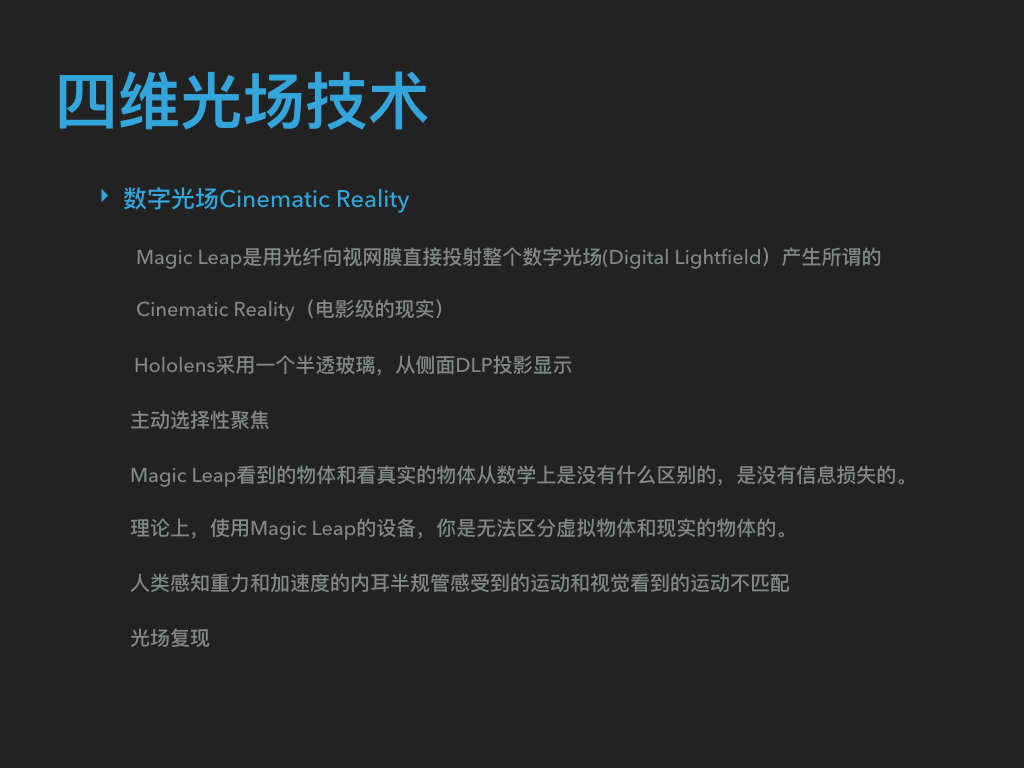 四维光场技术
数字光场Cinematic Reality
Magic Leap是用光纤向视网膜直接投射整个数字光场(Digital Lightfield）产生所谓的
Cinematic Reality（电影级的现实）
Hololens采用一个半透玻璃，从侧面DLP投影显示
主动选择性聚焦
Magic Leap看到的物体和看真实的物体从数学上是没有什么区别的，是没有信息损失的。
理论上，使用Magic Leap的设备，你是无法区分虚拟物体和现实的物体的。
人类感知重力和加速度的内耳半规管感受到的运动和视觉看到的运动不匹配
光场复现